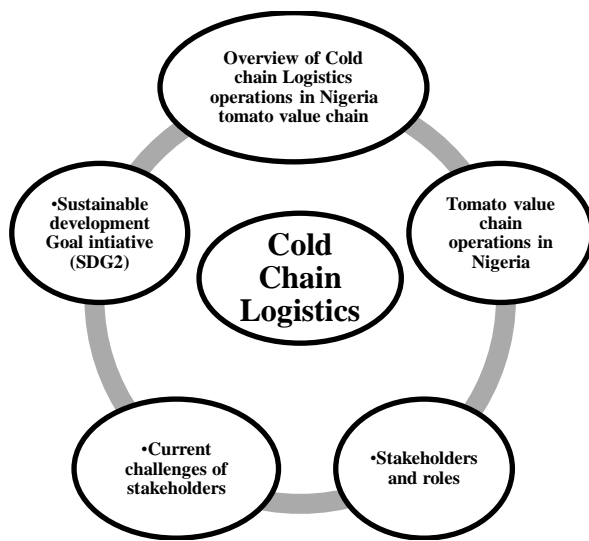 Overview of Cold
chain Logistics
operations in Nigeria
tomato value chain
•Sustainable
development
Goal intiative
(SDG2)
Tomato value
chain
operations in
Nigeria
Cold
Chain
Logistics
•Current
challenges of
stakeholders
•Stakeholders
and roles